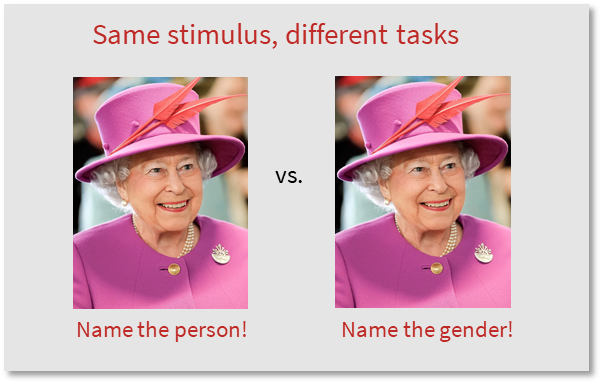 Same stimulus, different tasks
vs.
Name the person!
Name the gender!